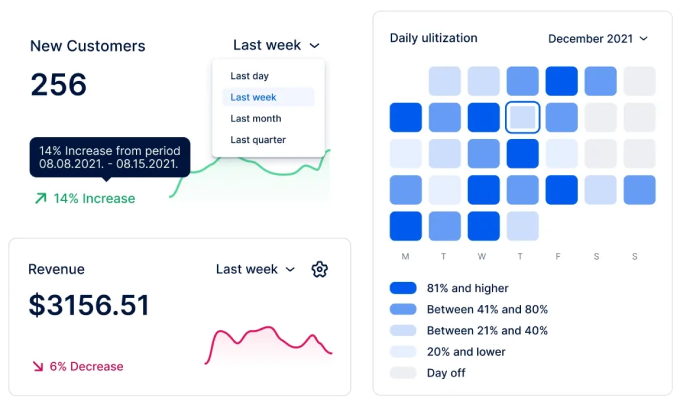 New Customers
Last week
256
Last day
Last week
Last month
Last quarter
14% Increase from period
08.08.2021. - 08.15.2021.
14% Increase
Revenue
Last week
$3156.51
6% Decrease
Daily ulitization
December 2021
M T W T F S S
81% and higher
Between 41% and 80%
Between 21% and 40%
20% and lower
Day off